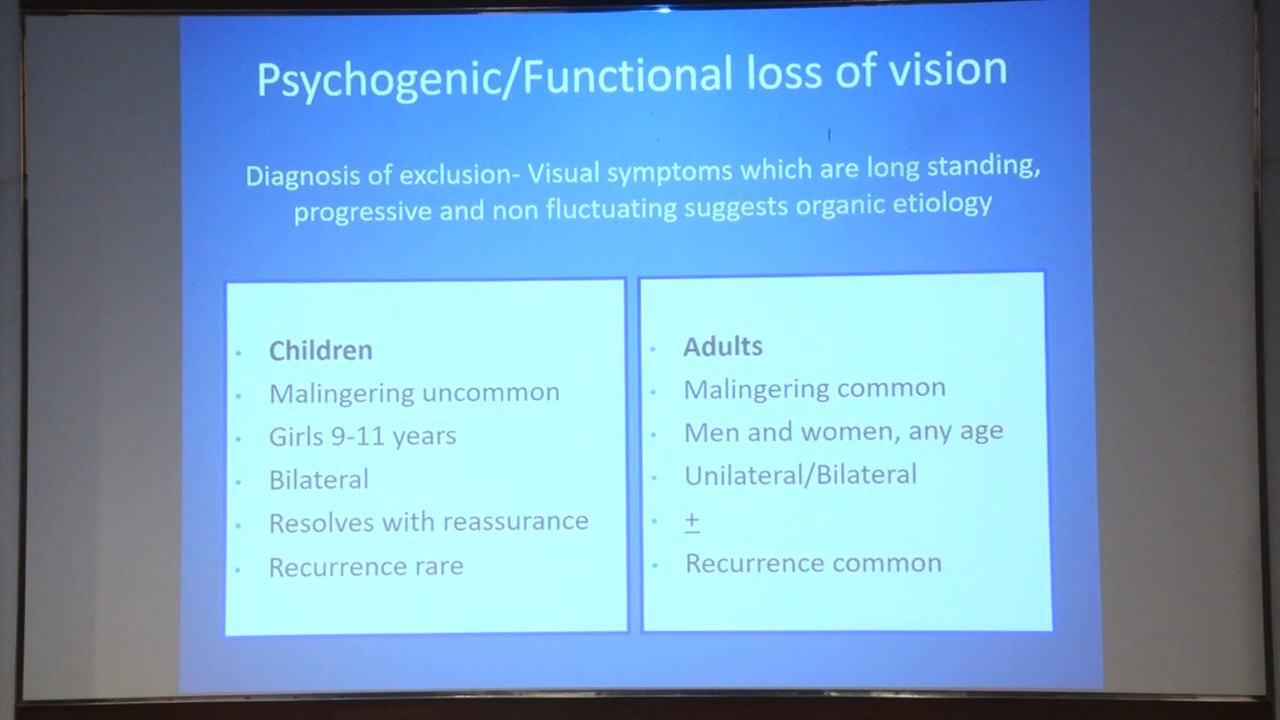 Psychogenic/Functional loss of vision
Diagnosis of exclusion- Visual symptoms which are long standing,
progressive and non fluctuating suggests organic etiology
• Children
• Malingering uncommon
• Girls 9-11 years
• Bilateral
• Resolves with reassurance
• Recurrence rare
• Adults
• Malingering common
• Men and women, any age
• Unilateral/Bilateral
• ±
• Recurrence common